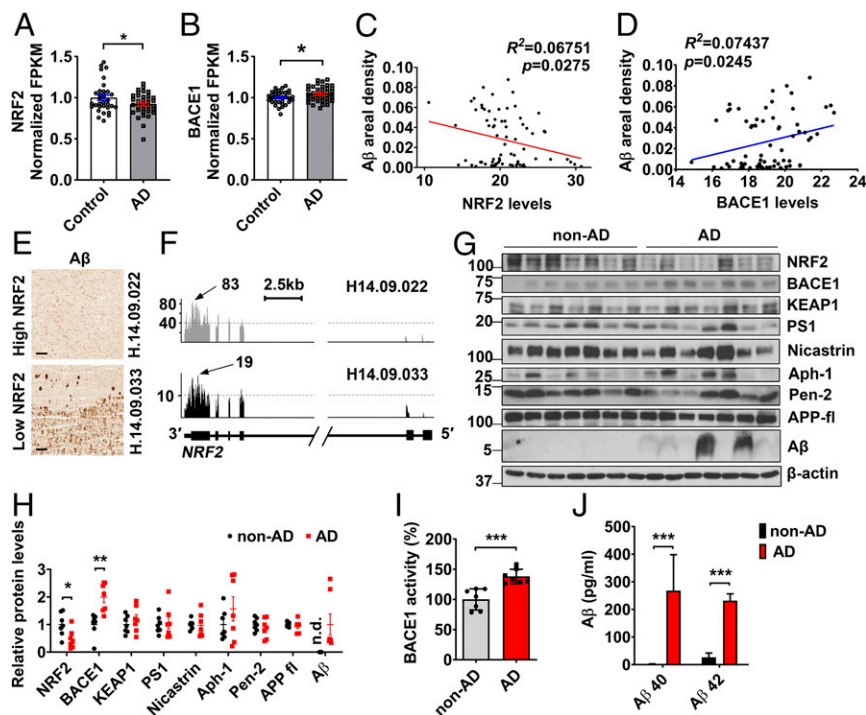 A
*
NRF2
Normalized FPKM
1.5
1.0
0.5
0.0
Control
AD
B
*
BACE1
Normalized FPKM
1.5
1.0
0.5
0.0
Control
AD
C
R²=0.06751
p=0.0275
Aβ areal density
0.10
0.08
0.06
0.04
0.02
0.00
10
20
30
NRF2 levels
D
R²=0.07437
p=0.0245
Aβ areal density
0.10
0.08
0.06
0.04
0.02
0.00
14
16
18
20
22
24
BACE1 levels
E
Aβ
High NRF2
H.14.09.022
Low NRF2
H.14.09.033
F
83
2.5kb
H14.09.022
80
40
19
H14.09.033
10
3′
5′
NRF2
G
non-AD
AD
100
NRF2
75
BACE1
75
KEAP1
20
PS1
100
Nicastrin
25
Aph-1
15
Pen-2
100
APP-fl
5
Aβ
37
β-actin
H
non-AD
AD
Relative protein levels
3
2
1
0
*
**
n.d.
NRF2
BACE1
KEAP1
PS1
Nicastrin
Aph-1
Pen-2
APP fl
Aβ
I
BACE1 activity (%)
200
150
100
50
0
***
non-AD
AD
J
Aβ (pg/ml)
500
400
300
200
100
0
***
***
non-AD
AD
Aβ 40
Aβ 42